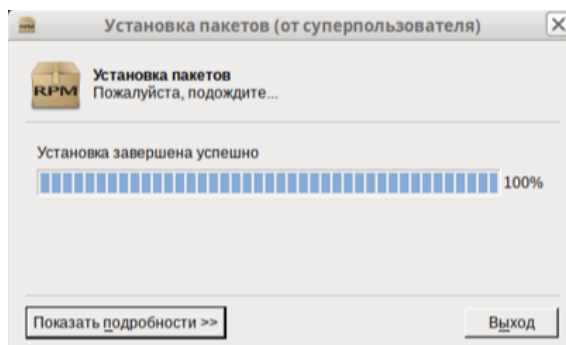 Установка пакетов (от суперпользователя)
RPM
Установка пакетов
Пожалуйста, подождите...
Установка завершена успешно
100%
Показать подробности >>
Выход